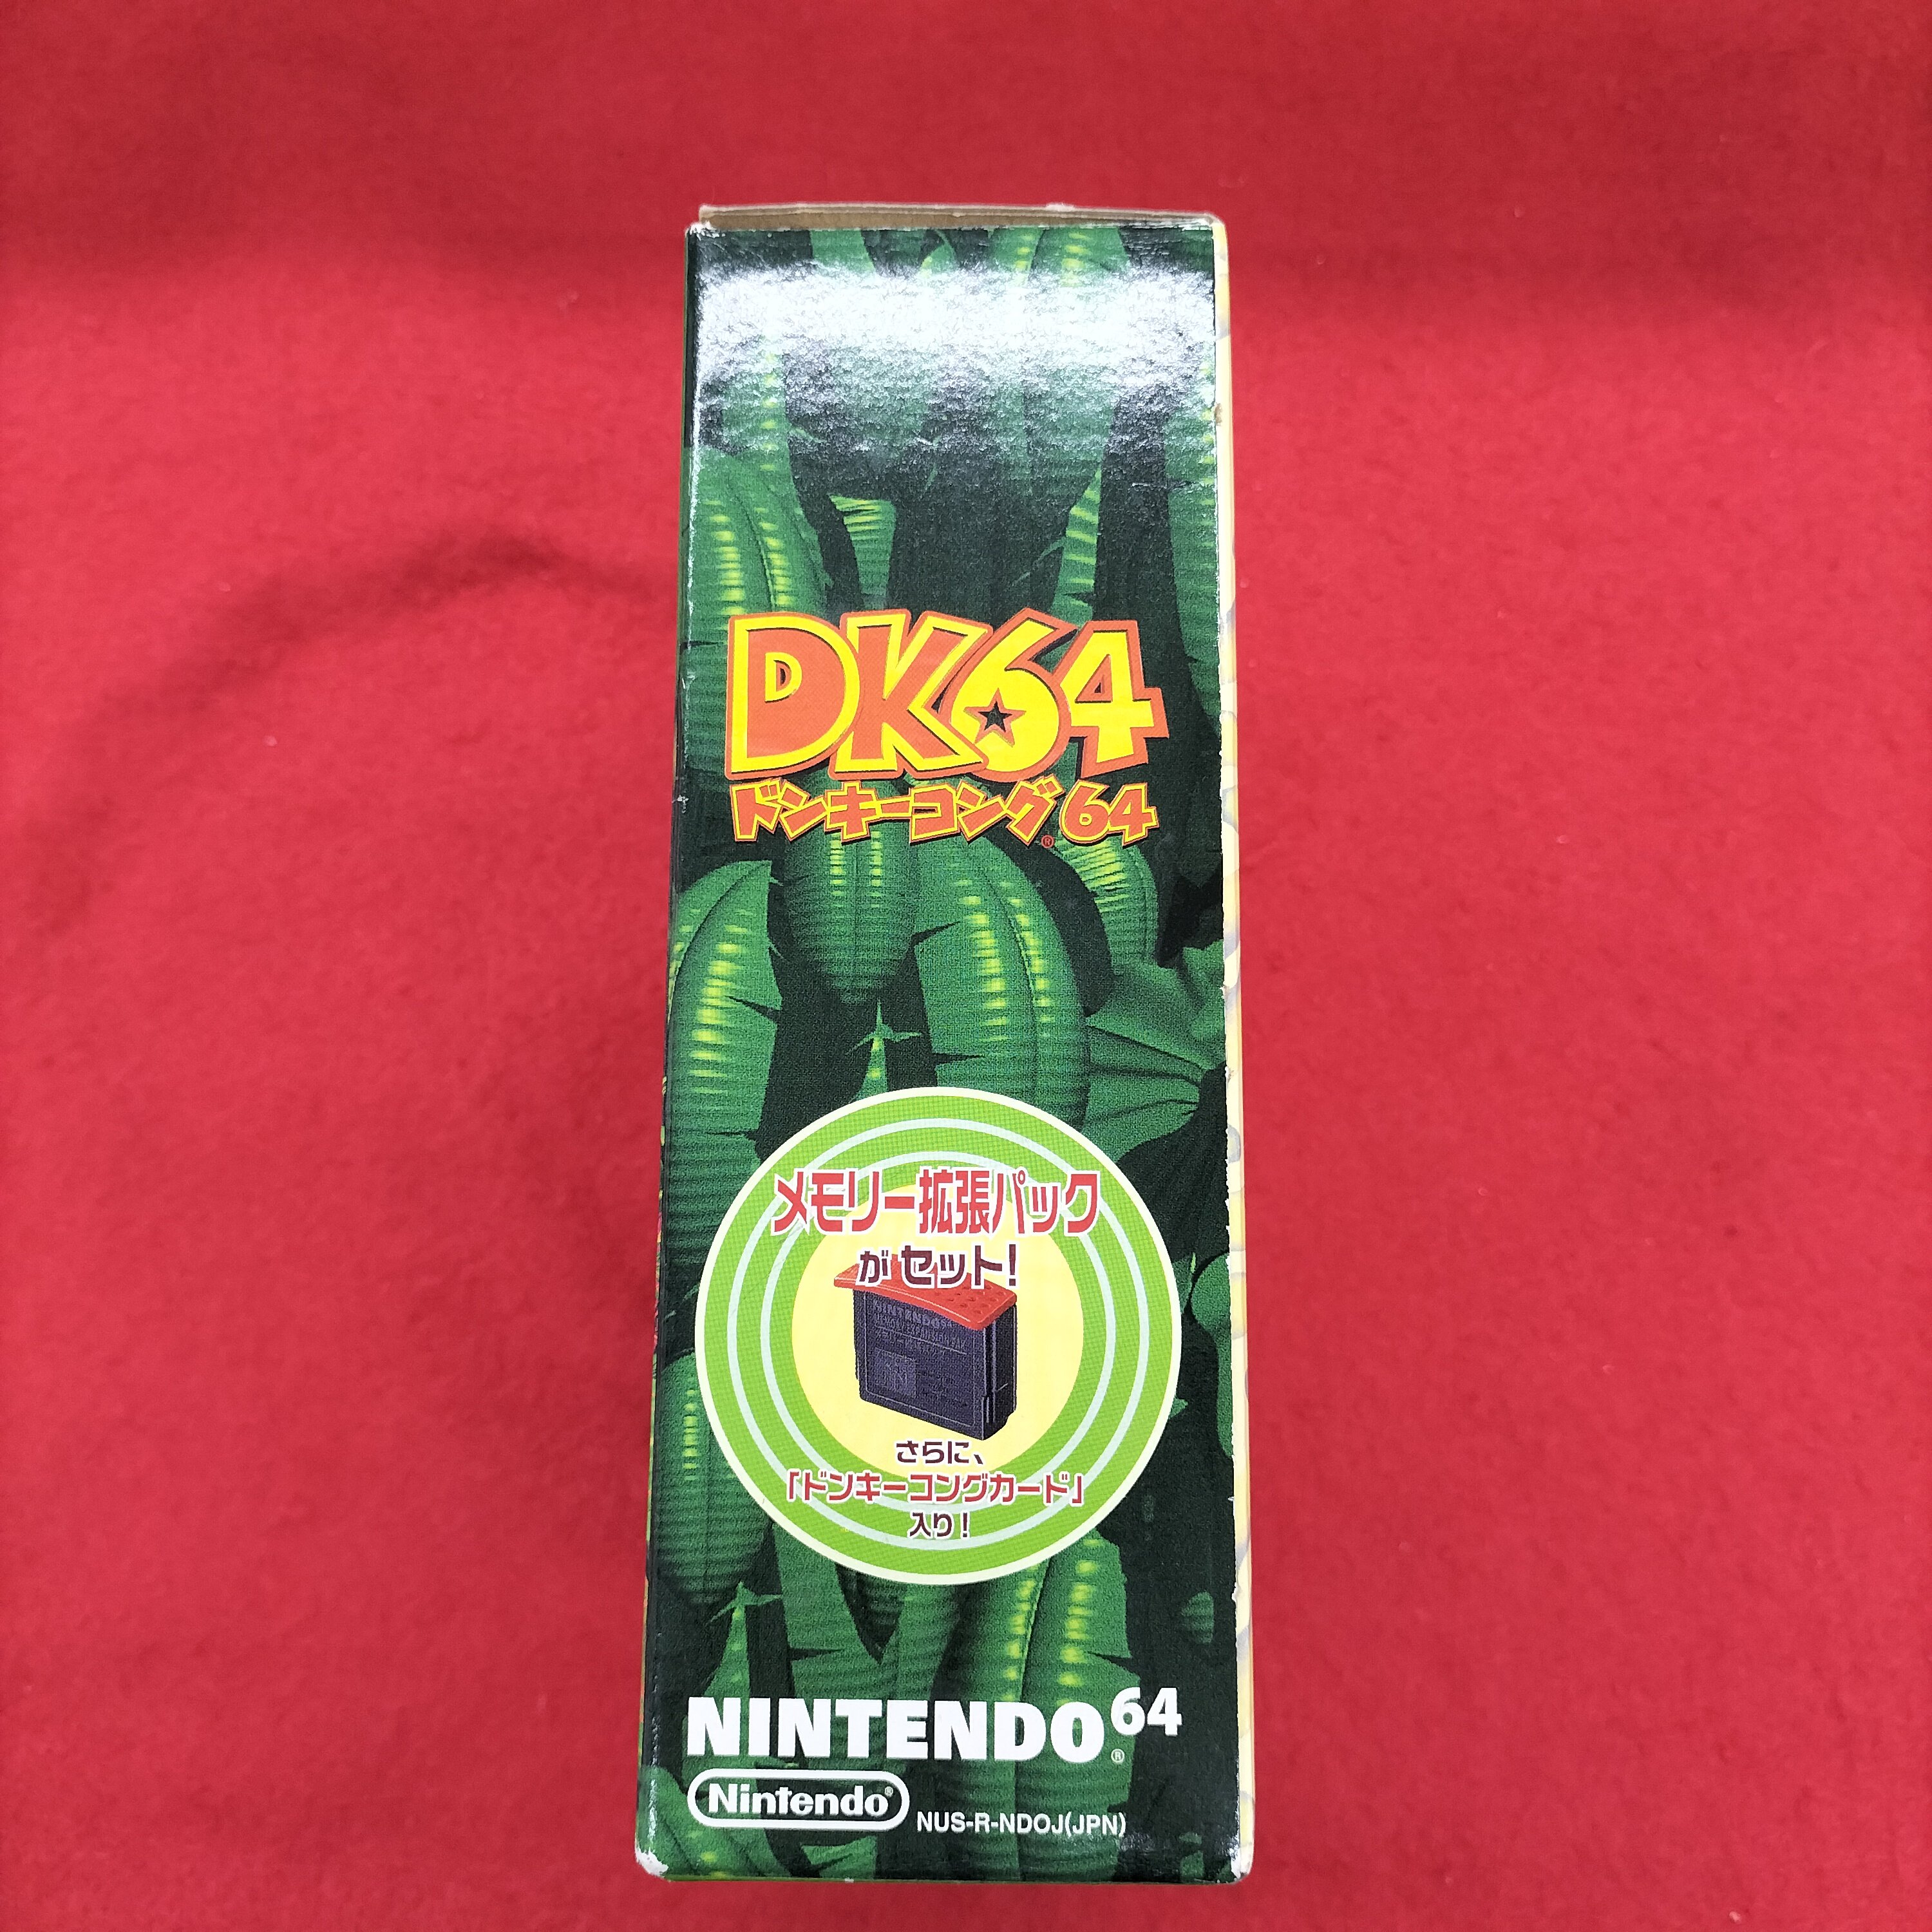 DK64
ドンキーコング®64
メモリー拡張パック
がセット!
NINTENDO64
さらに、
「ドンキーコングカード」
入り!
NINTENDO64®
Nintendo®
NUS-R-NDOJ(JPN)